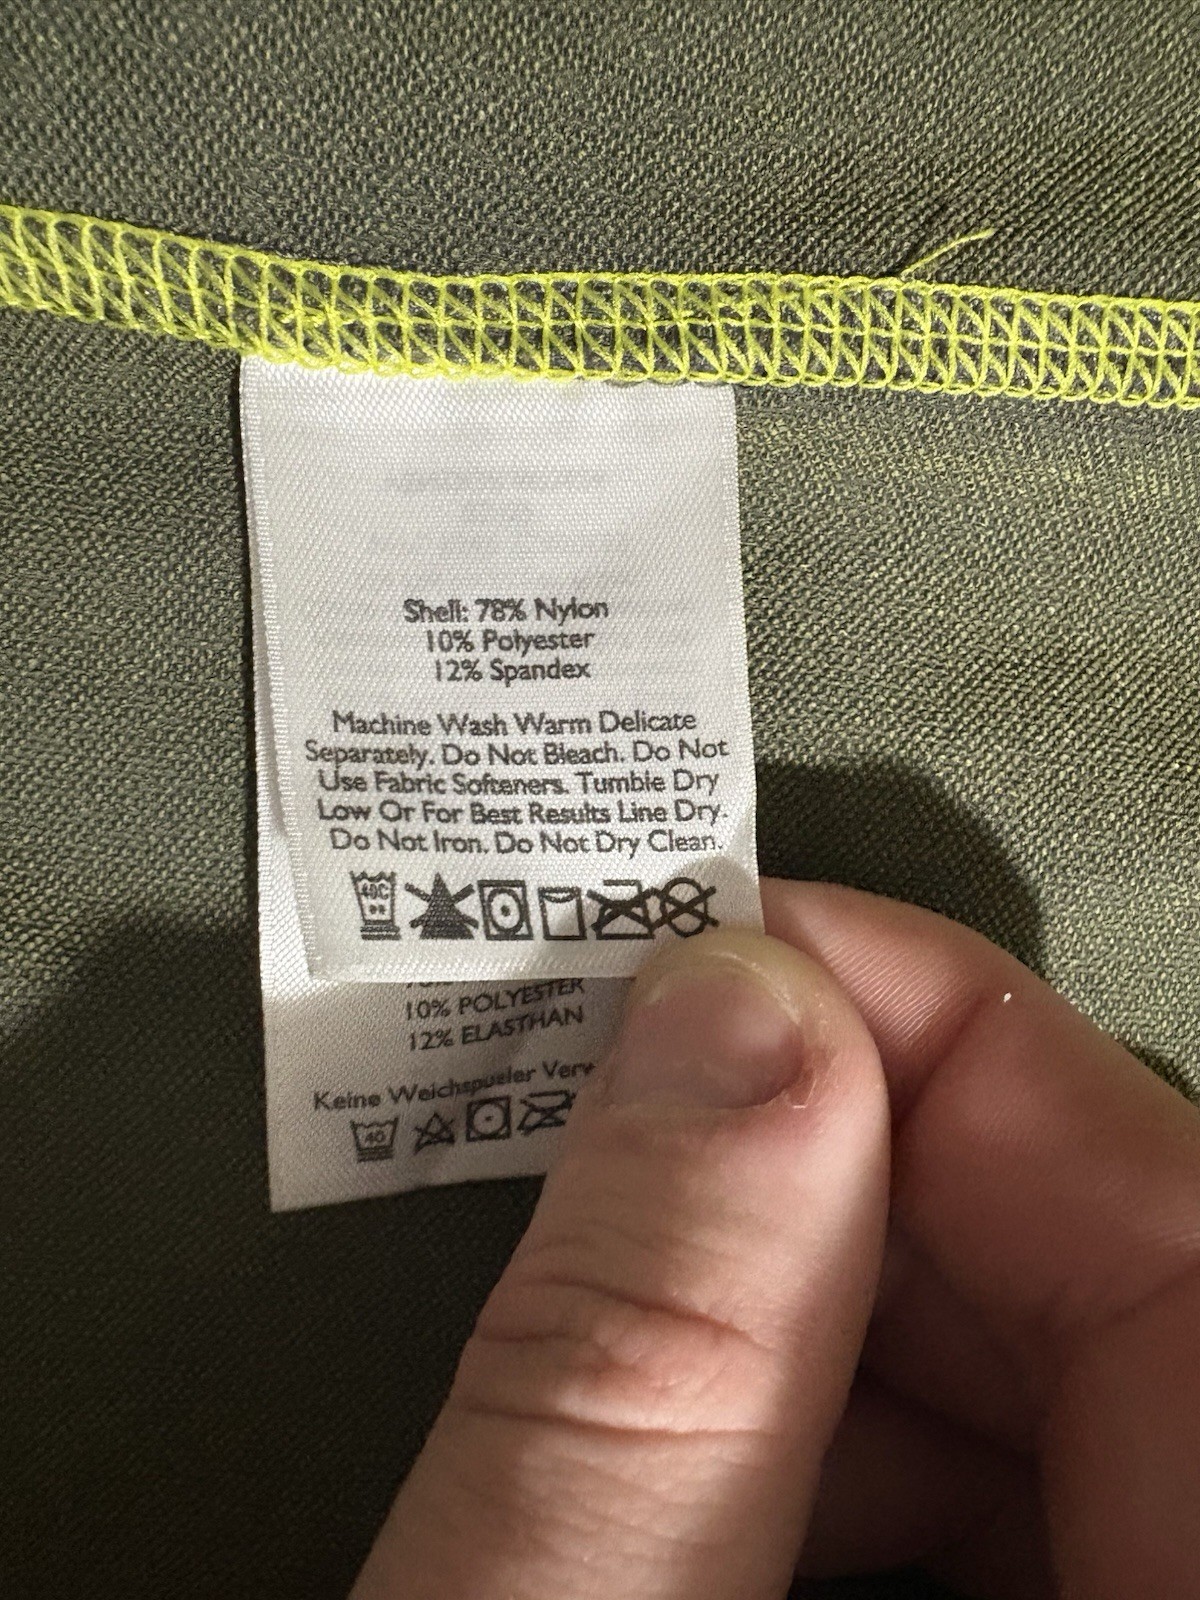 Shell: 78% Nylon
10% Polyester
12% Spandex
Machine Wash Warm Delicate
Separately. Do Not Bleach. Do Not
Use Fabric Softeners. Tumble Dry
Low Or For Best Results Line Dry.
Do Not Iron. Do Not Dry Clean.
40C
10% POLYESTER
12% ELASTHAN
Keine Weichspueler Verw
40